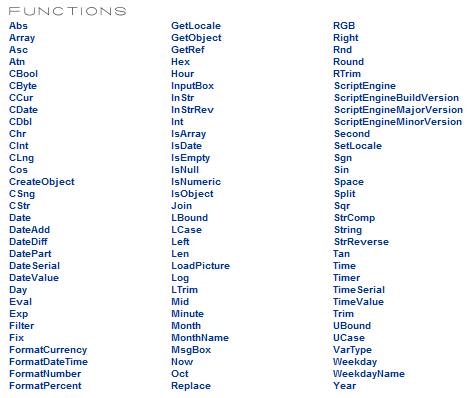 FUNCTIONS
Abs
Array
Asc
Atn
CBool
CByte
CCur
CDate
CDbl
Chr
CInt
CLng
Cos
CreateObject
CSng
CStr
Date
DateAdd
DateDiff
DatePart
DateSerial
DateValue
Day
Eval
Exp
Filter
Fix
FormatCurrency
FormatDateTime
FormatNumber
FormatPercent
GetLocale
GetObject
GetRef
Hex
Hour
InputBox
InStr
InStrRev
Int
IsArray
IsDate
IsEmpty
IsNull
IsNumeric
IsObject
Join
LBound
LCase
Left
Len
LoadPicture
Log
LTrim
Mid
Minute
Month
MonthName
MsgBox
Now
Oct
Replace
RGB
Right
Rnd
Round
RTrim
ScriptEngine
ScriptEngineBuildVersion
ScriptEngineMajorVersion
ScriptEngineMinorVersion
Second
SetLocale
Sgn
Sin
Space
Split
Sqr
StrComp
String
StrReverse
Tan
Time
Timer
TimeSerial
TimeValue
Trim
UBound
UCase
VarType
Weekday
WeekdayName
Year